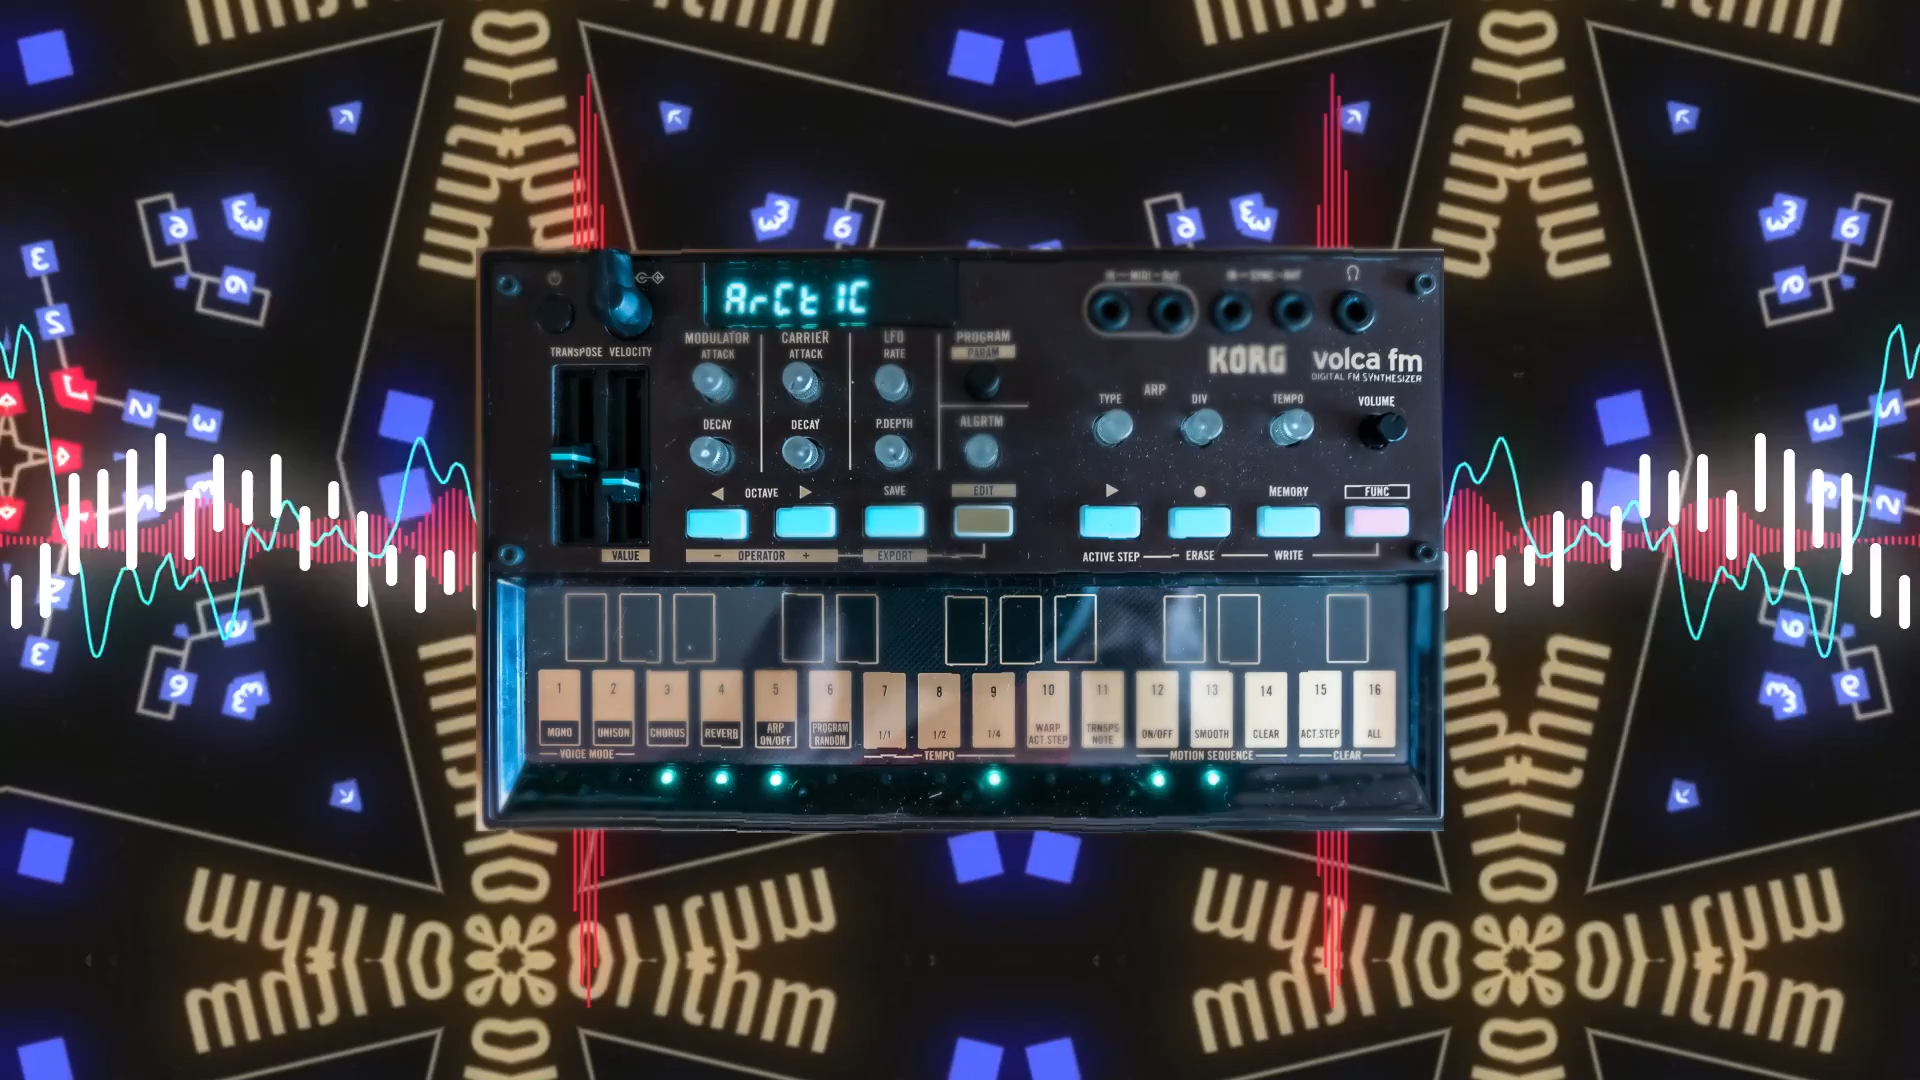 ArCtIC
MODULATOR CARRIER LFO PROGRAM
ATTACK ATTACK RATE PARAM
TRANSPOSE VELOCITY
KORG volca fm
DIGITAL FM SYNTHESIZER
DECAY DECAY P.DEPTH ALGRTM
ARP
TYPE DIV TEMPO VOLUME
OCTAVE SAVE EDIT MEMORY FUNC
VALUE - OPERATOR + EXPORT ACTIVE STEP ERASE WRITE
1 2 3 4 5 6 7 8 9 10 11 12 13 14 15 16
MONO UNISON CHORUS REVERB ARP ON/OFF PROGRAM RANDOM 1/1 1/2 1/4 WARP ACT.STEP TRNSPS NOTE ON/OFF SMOOTH CLEAR ACT.STEP ALL
VOICE MODE TEMPO MOTION SEQUENCE CLEAR